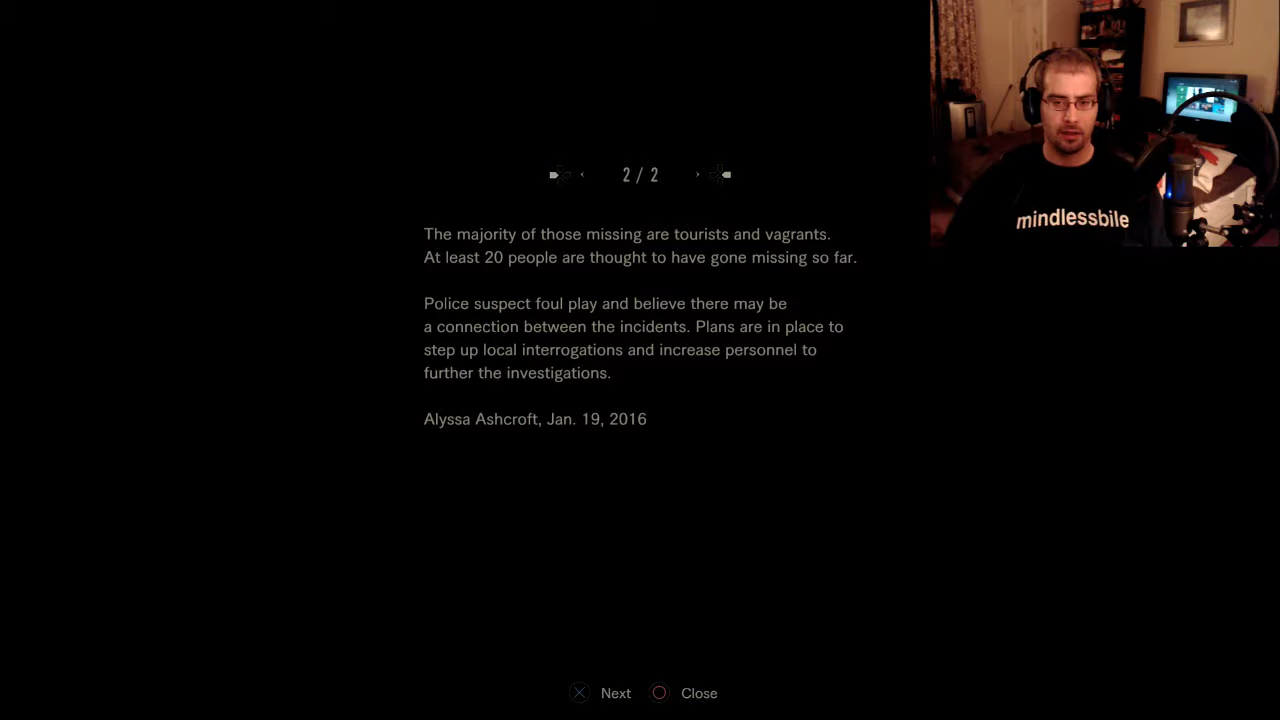 2 / 2
The majority of those missing are tourists and vagrants.
At least 20 people are thought to have gone missing so far.
Police suspect foul play and believe there may be
a connection between the incidents. Plans are in place to
step up local interrogations and increase personnel to
further the investigations.
Alyssa Ashcroft, Jan. 19, 2016
mindlessbile
Next Close